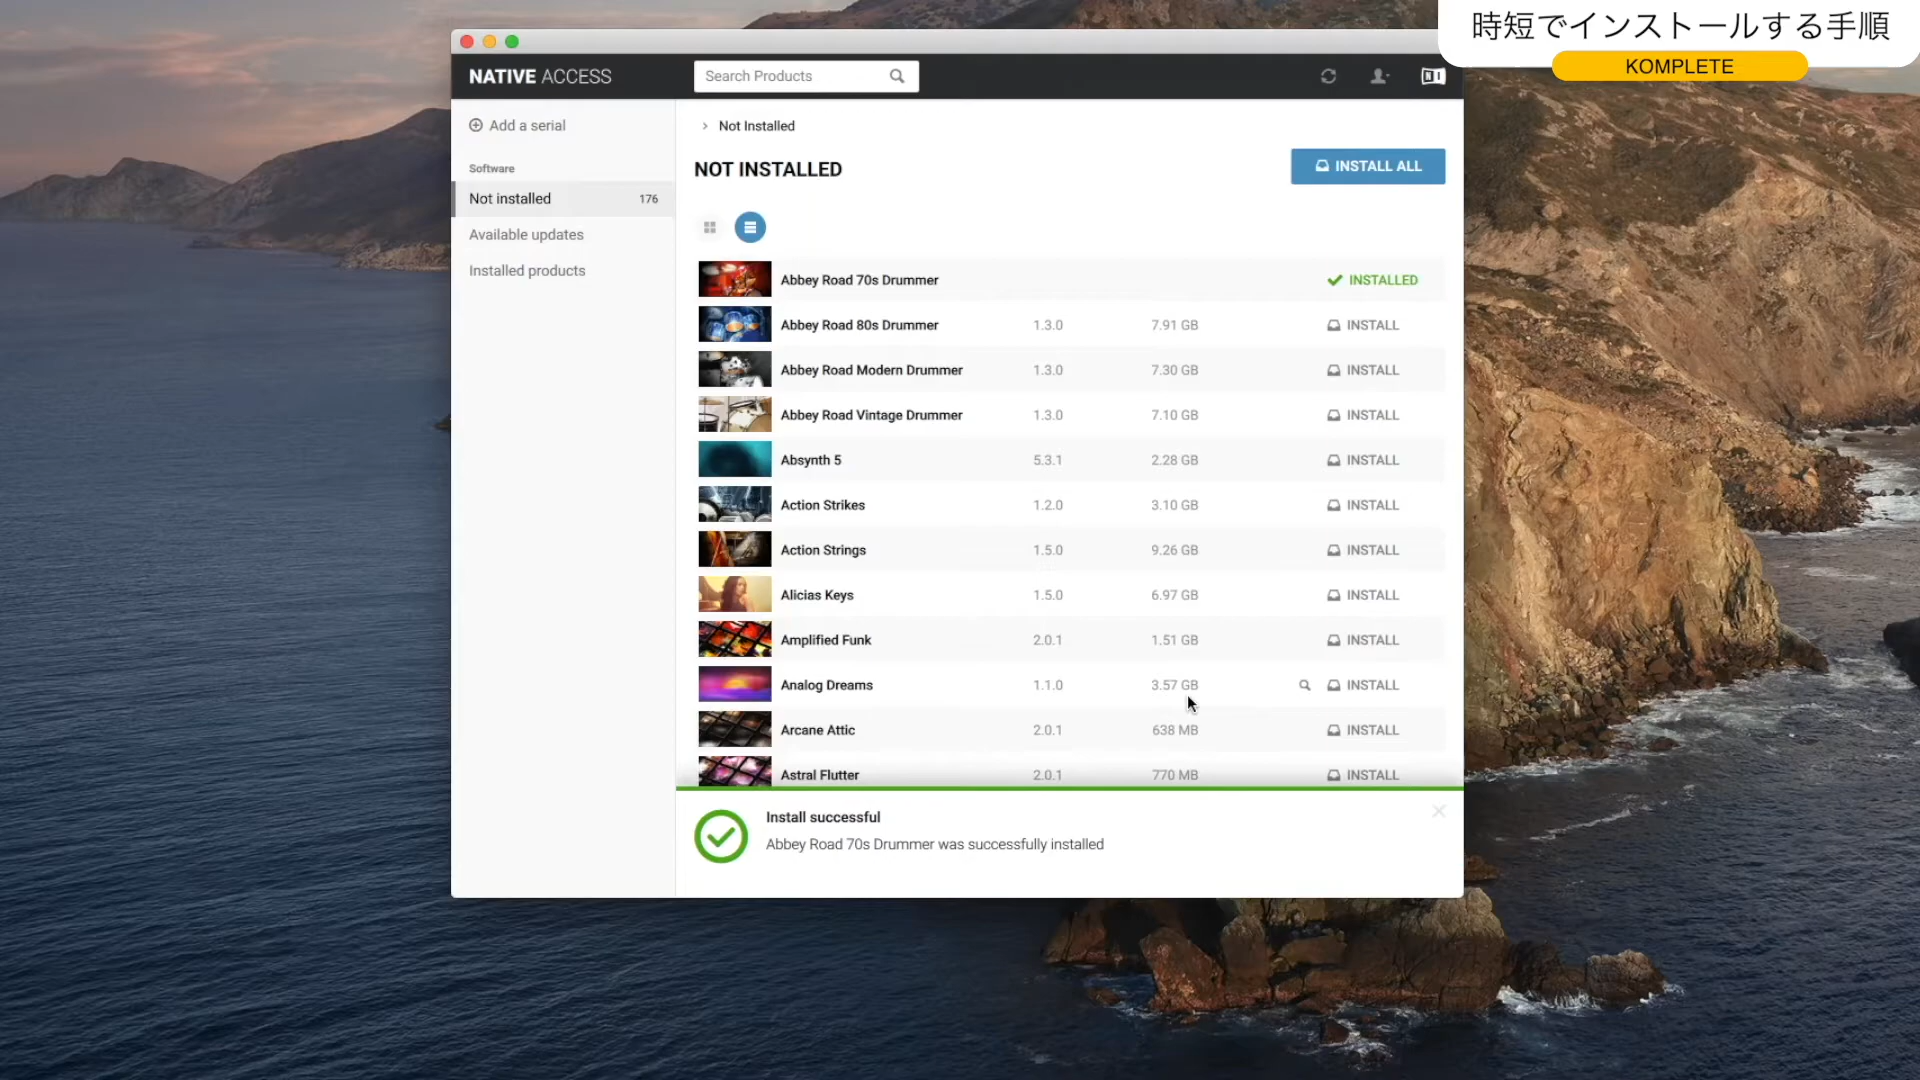 時短でインストールする手順
KOMPLETE
NATIVE ACCESS
Search Products
NI
Add a serial
Software
Not installed 176
Available updates
Installed products
Not Installed
NOT INSTALLED
INSTALL ALL
Abbey Road 70s Drummer INSTALLED
Abbey Road 80s Drummer 1.3.0 7.91 GB INSTALL
Abbey Road Modern Drummer 1.3.0 7.30 GB INSTALL
Abbey Road Vintage Drummer 1.3.0 7.10 GB INSTALL
Absynth 5 5.3.1 2.28 GB INSTALL
Action Strikes 1.2.0 3.10 GB INSTALL
Action Strings 1.5.0 9.26 GB INSTALL
Alicias Keys 1.5.0 6.97 GB INSTALL
Amplified Funk 2.0.1 1.51 GB INSTALL
Analog Dreams 1.1.0 3.57 GB INSTALL
Arcane Attic 2.0.1 638 MB INSTALL
Astral Flutter 2.0.1 770 MB INSTALL
Install successful
Abbey Road 70s Drummer was successfully installed